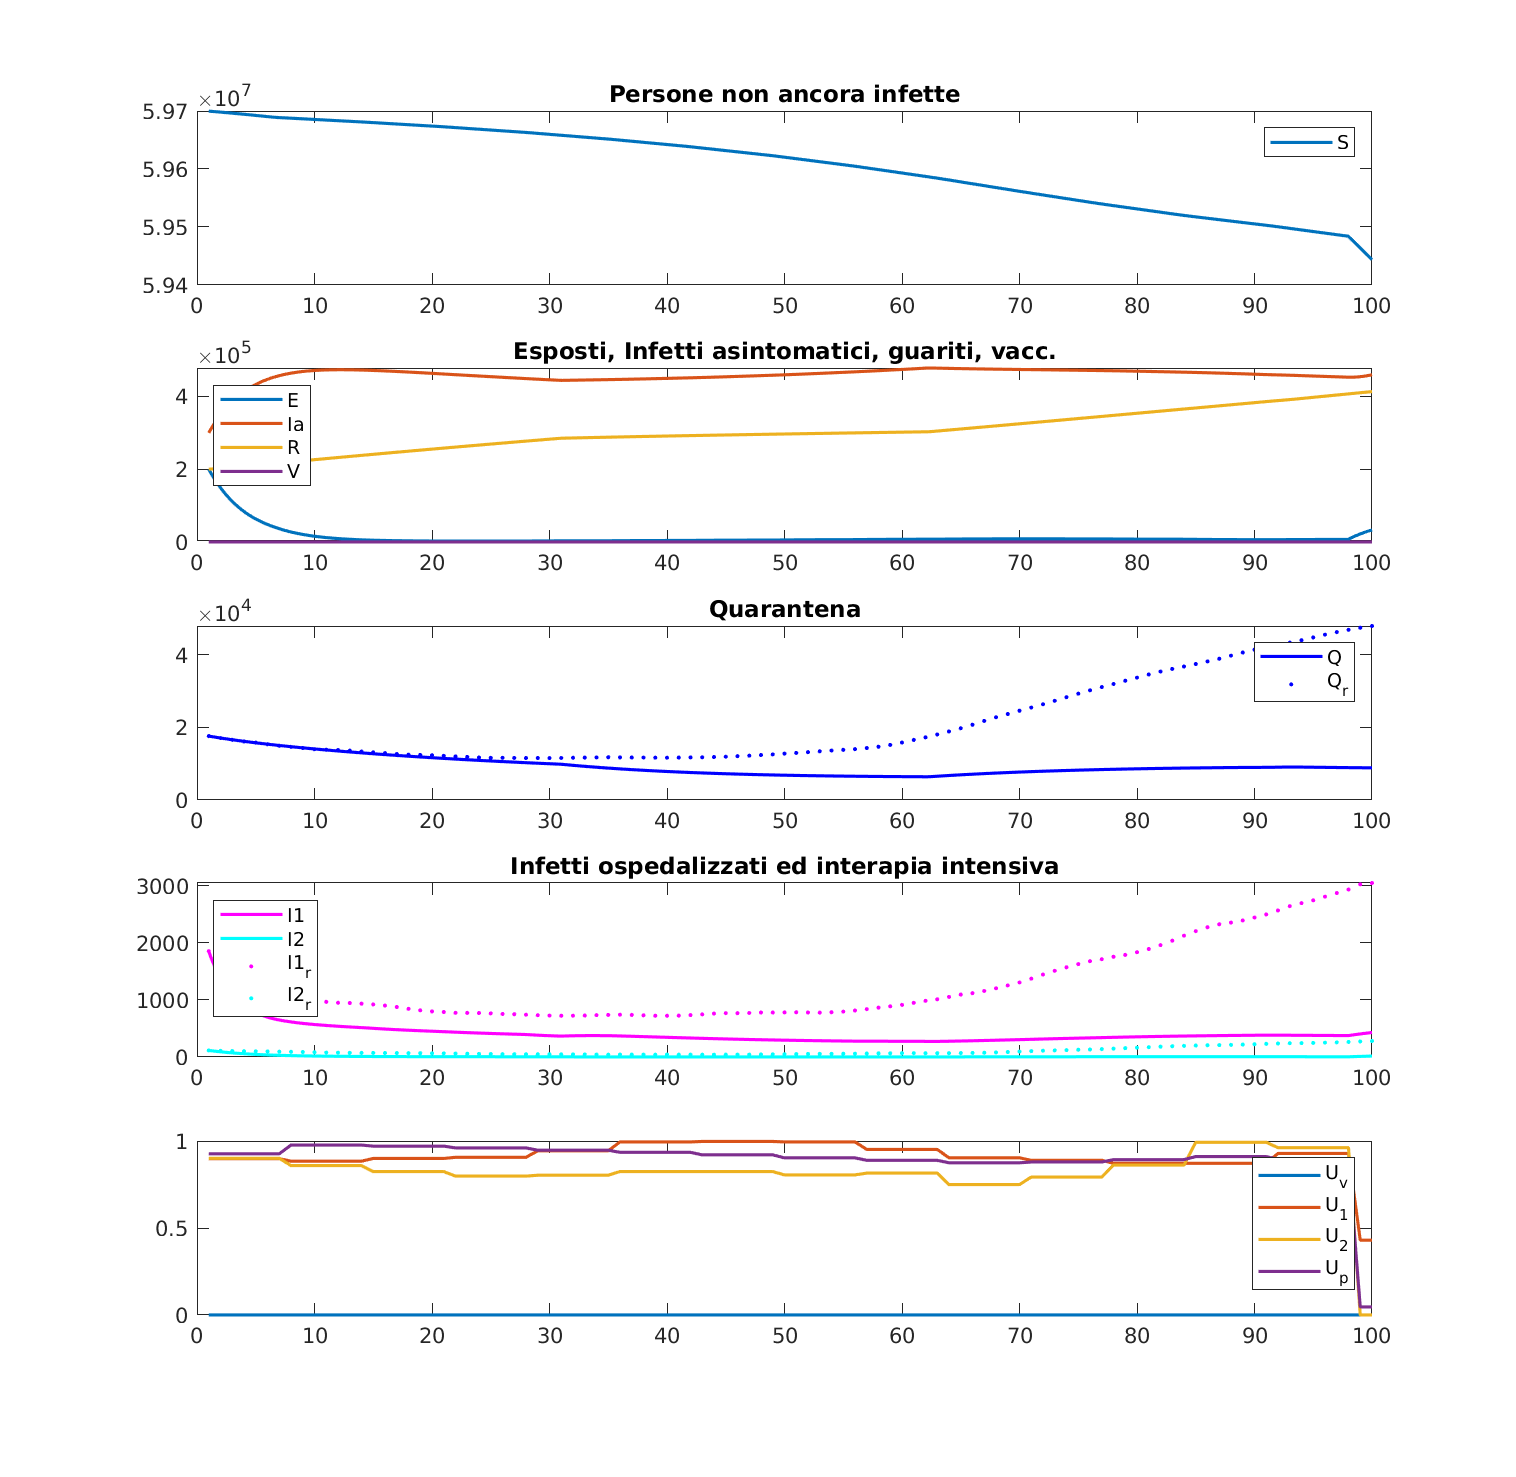 ×10^7
Persone non ancora infette
5.97
5.96
5.95
5.94
S
0 10 20 30 40 50 60 70 80 90 100
×10^5
Esposti, Infetti asintomatici, guariti, vacc.
4
2
0
E
Ia
R
V
0 10 20 30 40 50 60 70 80 90 100
×10^4
Quarantena
4
2
0
Q
Q_r
0 10 20 30 40 50 60 70 80 90 100
Infetti ospedalizzati ed interapia intensiva
3000
2000
1000
0
I1
I2
I1_r
I2_r
0 10 20 30 40 50 60 70 80 90 100
1
0.5
0
U_v
U_1
U_2
U_p
0 10 20 30 40 50 60 70 80 90 100